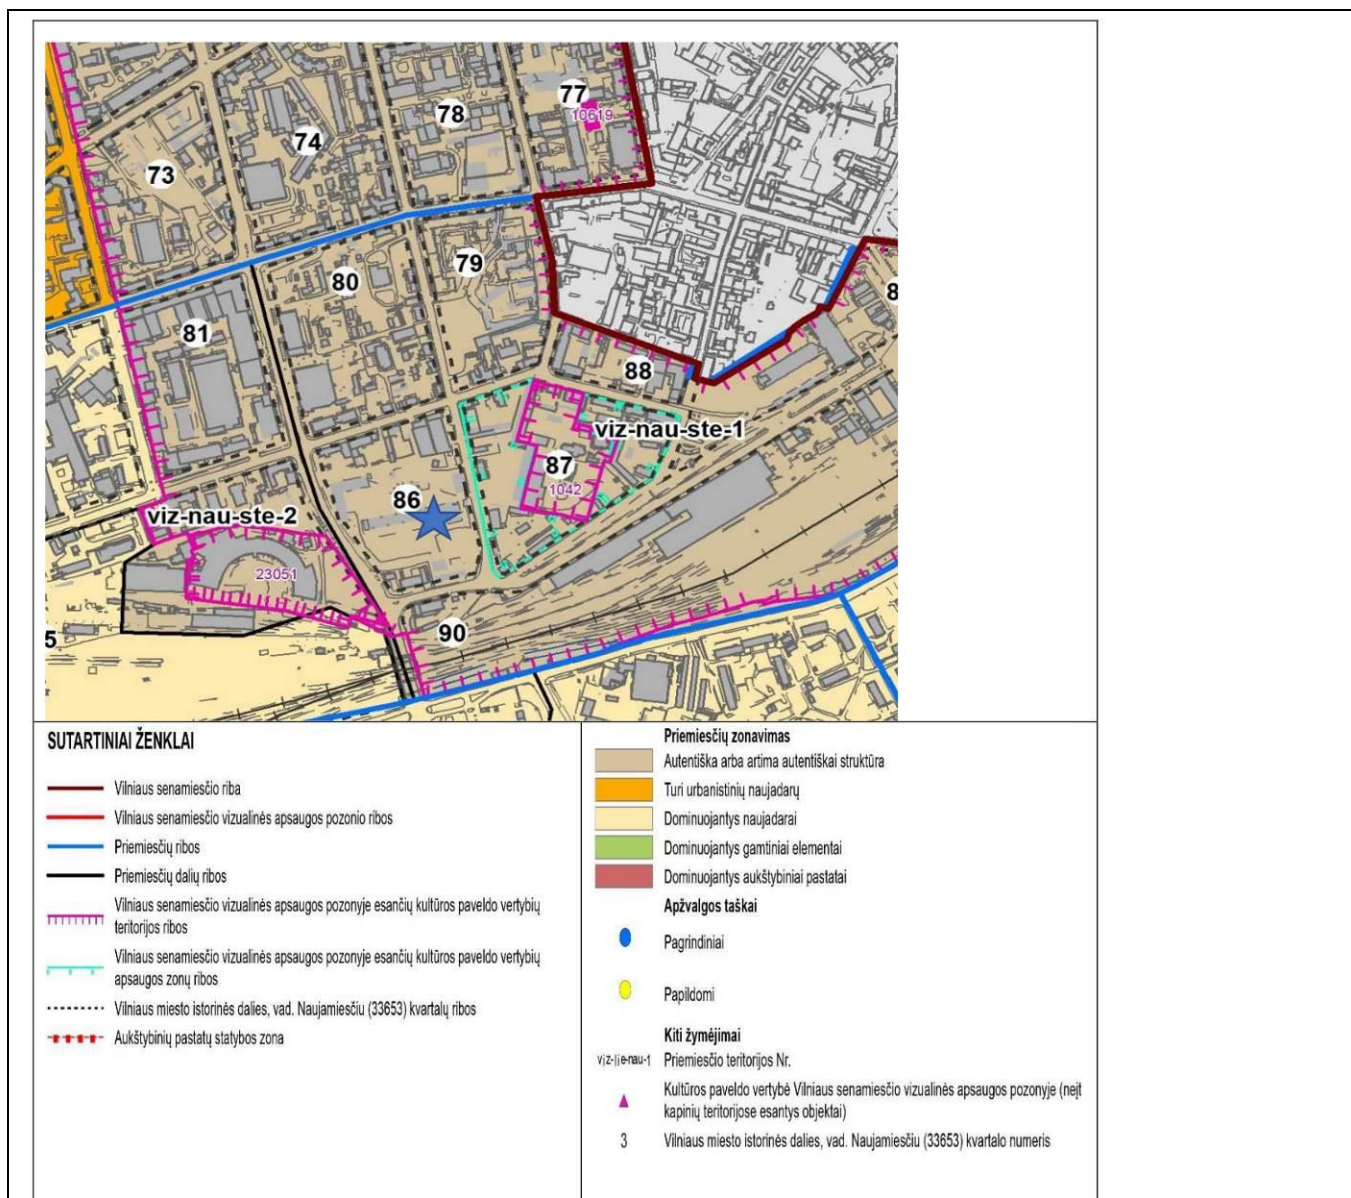 77
10619
78
74
73
79
80
8
81
88
viz-nau-ste-1
87
1042
86
viz-nau-ste-2
23051
90
5
SUTARTINIAI ŽENKLAI
Vilniaus senamiesčio riba
Vilniaus senamiesčio vizualinės apsaugos pozonio ribos
Priemiesčių ribos
Priemiesčių dalių ribos
Vilniaus senamiesčio vizualinės apsaugos pozonyje esančių kultūros paveldo vertybių
teritorijos ribos
Vilniaus senamiesčio vizualinės apsaugos pozonyje esančių kultūros paveldo vertybių
apsaugos zonų ribos
Vilniaus miesto istorinės dalies, vad. Naujamiesčiu (33653) kvartalų ribos
Aukštybinių pastatų statybos zona
Priemiesčių zonavimas
Autentiška arba artima autentiškai struktūra
Turi urbanistinių naujadarų
Dominuojantys naujadarai
Dominuojantys gamtiniai elementai
Dominuojantys aukštybiniai pastatai
Apžvalgos taškai
Pagrindiniai
Papildomi
Kiti žymėjimai
viz-lie-nau-1 Priemiesčio teritorijos Nr.
Kultūros paveldo vertybė Vilniaus senamiesčio vizualinės apsaugos pozonyje (neįt
kapinių teritorijose esantys objektai)
3 Vilniaus miesto istorinės dalies, vad. Naujamiesčiu (33653) kvartalo numeris